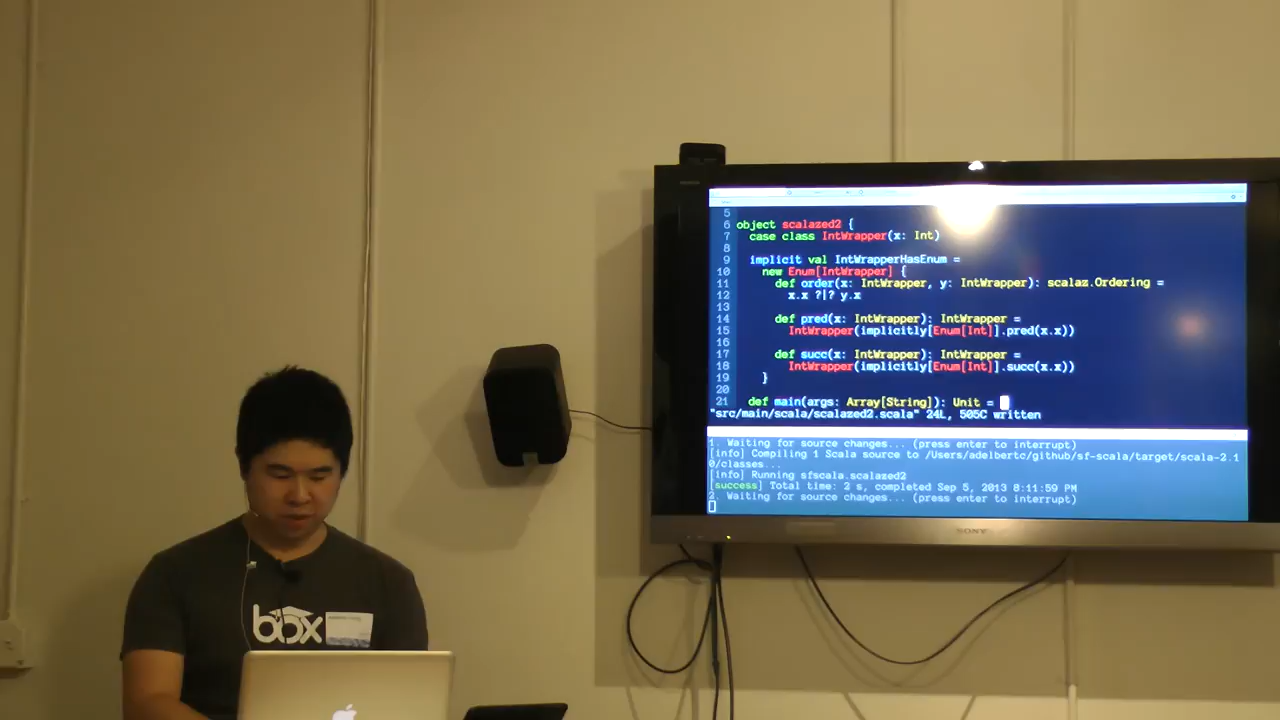 5
6 object scalazed2 {
7 case class IntWrapper(x: Int)
8
9 implicit val IntWrapperHasEnum =
10 new Enum[IntWrapper] {
11 def order(x: IntWrapper, y: IntWrapper): scalaz.Ordering =
12 x.x ?|? y.x
13
14 def pred(x: IntWrapper): IntWrapper =
15 IntWrapper(implicitly[Enum[Int]].pred(x.x))
16
17 def succ(x: IntWrapper): IntWrapper =
18 IntWrapper(implicitly[Enum[Int]].succ(x.x))
19 }
20
21 def main(args: Array[String]): Unit =
"src/main/scala/scalazed2.scala" 24L, 505C written
1. Waiting for source changes... (press enter to interrupt)
[info] Compiling 1 Scala source to /Users/adelbertc/github/sf-scala/target/scala-2.1
0/classes...
[info] Running sfscala.scalazed2
[success] Total time: 2 s, completed Sep 5, 2013 8:11:59 PM
2. Waiting for source changes... (press enter to interrupt)
SONY
box